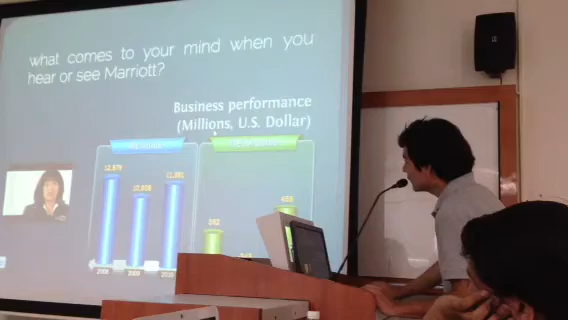 what comes to your mind when you
hear or see Marriott?
Business performance
(Millions, U.S. Dollar)
12,879
10,908
11,691
2008
2009
2010
362
458